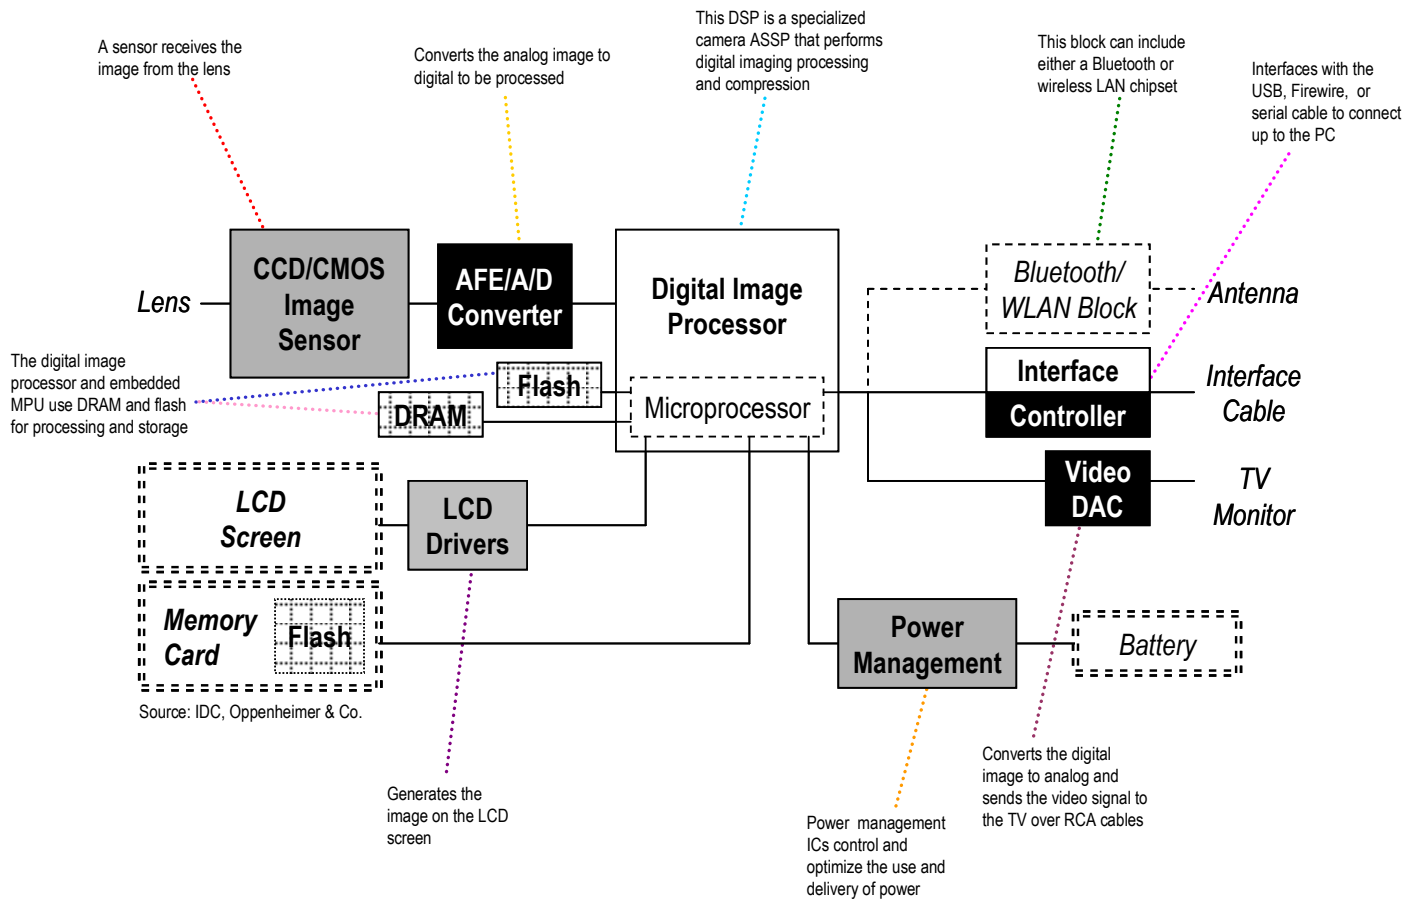 A sensor receives the
image from the lens
Converts the analog image to
digital to be processed
This DSP is a specialized
camera ASSP that performs
digital imaging processing
and compression
This block can include
either a Bluetooth or
wireless LAN chipset
Interfaces with the
USB, Firewire, or
serial cable to connect
up to the PC
Lens
CCD/CMOS
Image
Sensor
AFE/A/D
Converter
Digital Image
Processor
Bluetooth/
WLAN Block
Antenna
The digital image
processor and embedded
MPU use DRAM and flash
for processing and storage
Flash
DRAM
Microprocessor
Interface
Controller
Interface
Cable
LCD
Screen
LCD
Drivers
Video
DAC
TV
Monitor
Memory
Card
Flash
Power
Management
Battery
Source: IDC, Oppenheimer & Co.
Generates the
image on the LCD
screen
Power management
ICs control and
optimize the use and
delivery of power
Converts the digital
image to analog and
sends the video signal to
the TV over RCA cables